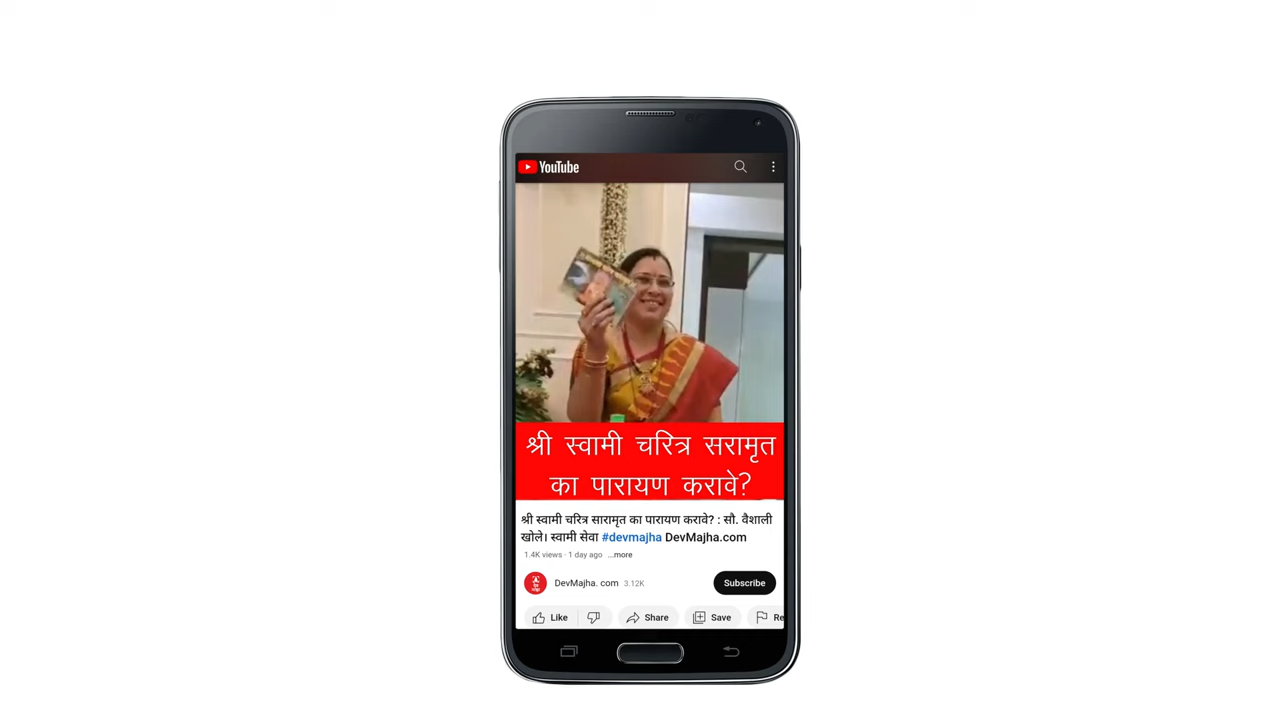 YouTube
श्री स्वामी चरित्र सरामृत
का पारायण करावे?
श्री स्वामी चरित्र सारामृत का पारायण करावे? : सौ. वैशाली
खोले। स्वामी सेवा #devmajha DevMajha.com
1.4K views · 1 day ago ...more
DevMajha. com 3.12K Subscribe
Like Share Save Re